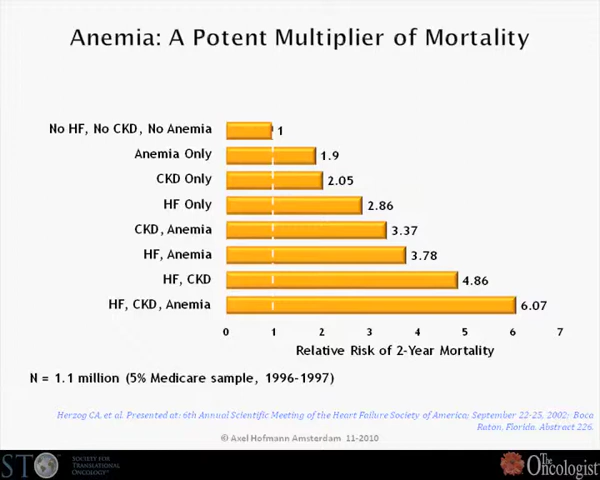 Anemia: A Potent Multiplier of Mortality
No HF, No CKD, No Anemia 1
Anemia Only 1.9
CKD Only 2.05
HF Only 2.86
CKD, Anemia 3.37
HF, Anemia 3.78
HF, CKD 4.86
HF, CKD, Anemia 6.07
0 1 2 3 4 5 6 7
Relative Risk of 2-Year Mortality
N = 1.1 million (5% Medicare sample, 1996-1997)
Herzog CA, et al. Presented at: 6th Annual Scientific Meeting of the Heart Failure Society of America; September 22-25, 2002; Boca
Raton, Florida. Abstract 226.
© Axel Hofmann Amsterdam 11-2010
STO
SOCIETY FOR
TRANSLATIONAL
ONCOLOGY
The
Oncologist